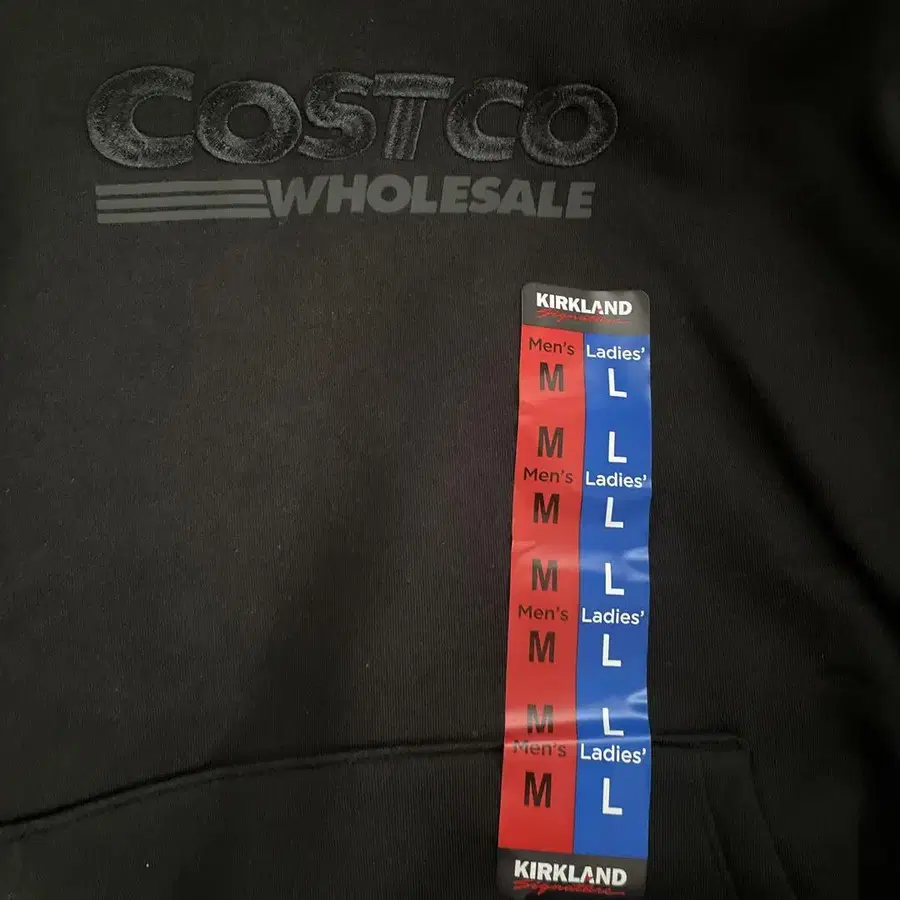 COSTCO
WHOLESALE
KIRKLAND
Signature
Men's Ladies'
M L
M L
Men's Ladies'
M L
M L
Men's Ladies'
M L
M L
Men's Ladies'
M L
KIRKLAND
Signature